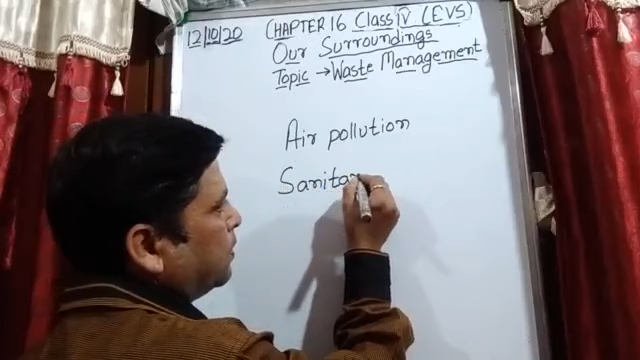 12/10/20
CHAPTER 16 Class IV (EVS)
Our Surroundings
Topic → Waste Management
Air pollution
Sanitar